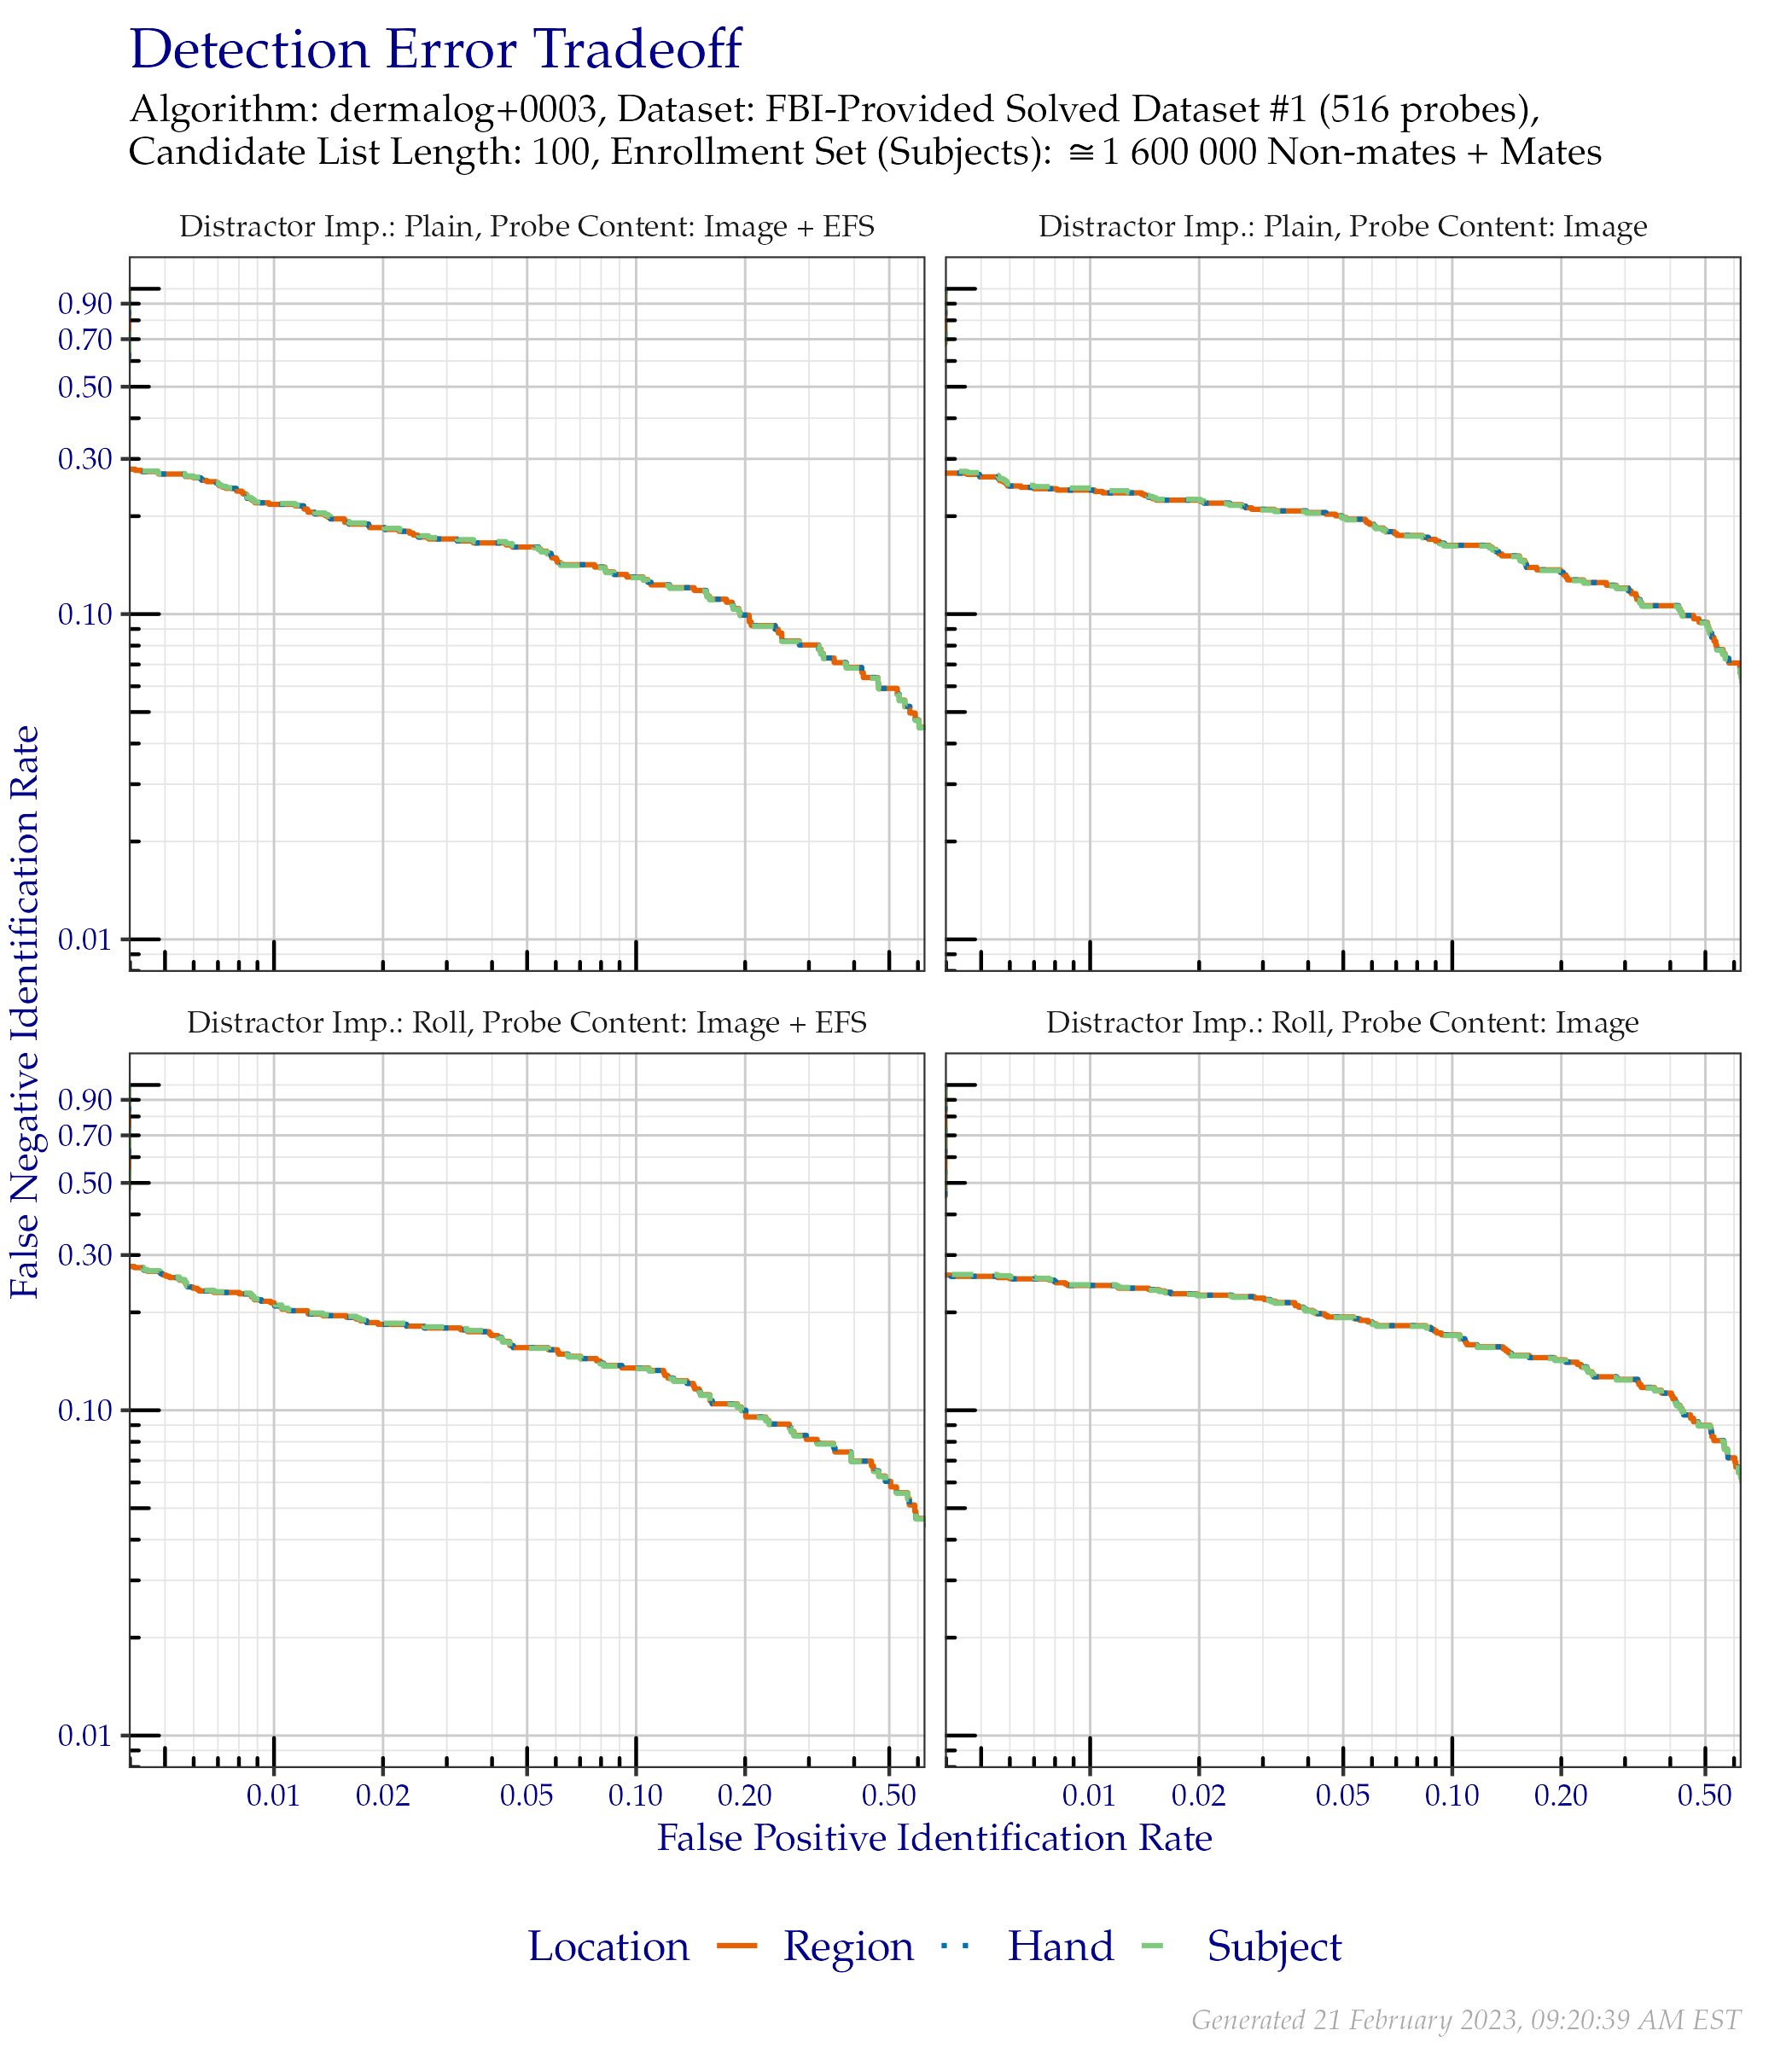 Detection Error Tradeoff
Algorithm: dermalog+0003, Dataset: FBI-Provided Solved Dataset #1 (516 probes),
Candidate List Length: 100, Enrollment Set (Subjects): ≅ 1 600 000 Non-mates + Mates
Distractor Imp.: Plain, Probe Content: Image + EFS
Distractor Imp.: Plain, Probe Content: Image
0.90
0.70
0.50
0.30
0.10
0.01
False Negative Identification Rate
Distractor Imp.: Roll, Probe Content: Image + EFS
Distractor Imp.: Roll, Probe Content: Image
0.90
0.70
0.50
0.30
0.10
0.01
0.01 0.02 0.05 0.10 0.20 0.50
0.01 0.02 0.05 0.10 0.20 0.50
False Positive Identification Rate
Location Region Hand Subject
Generated 21 February 2023, 09:20:39 AM EST